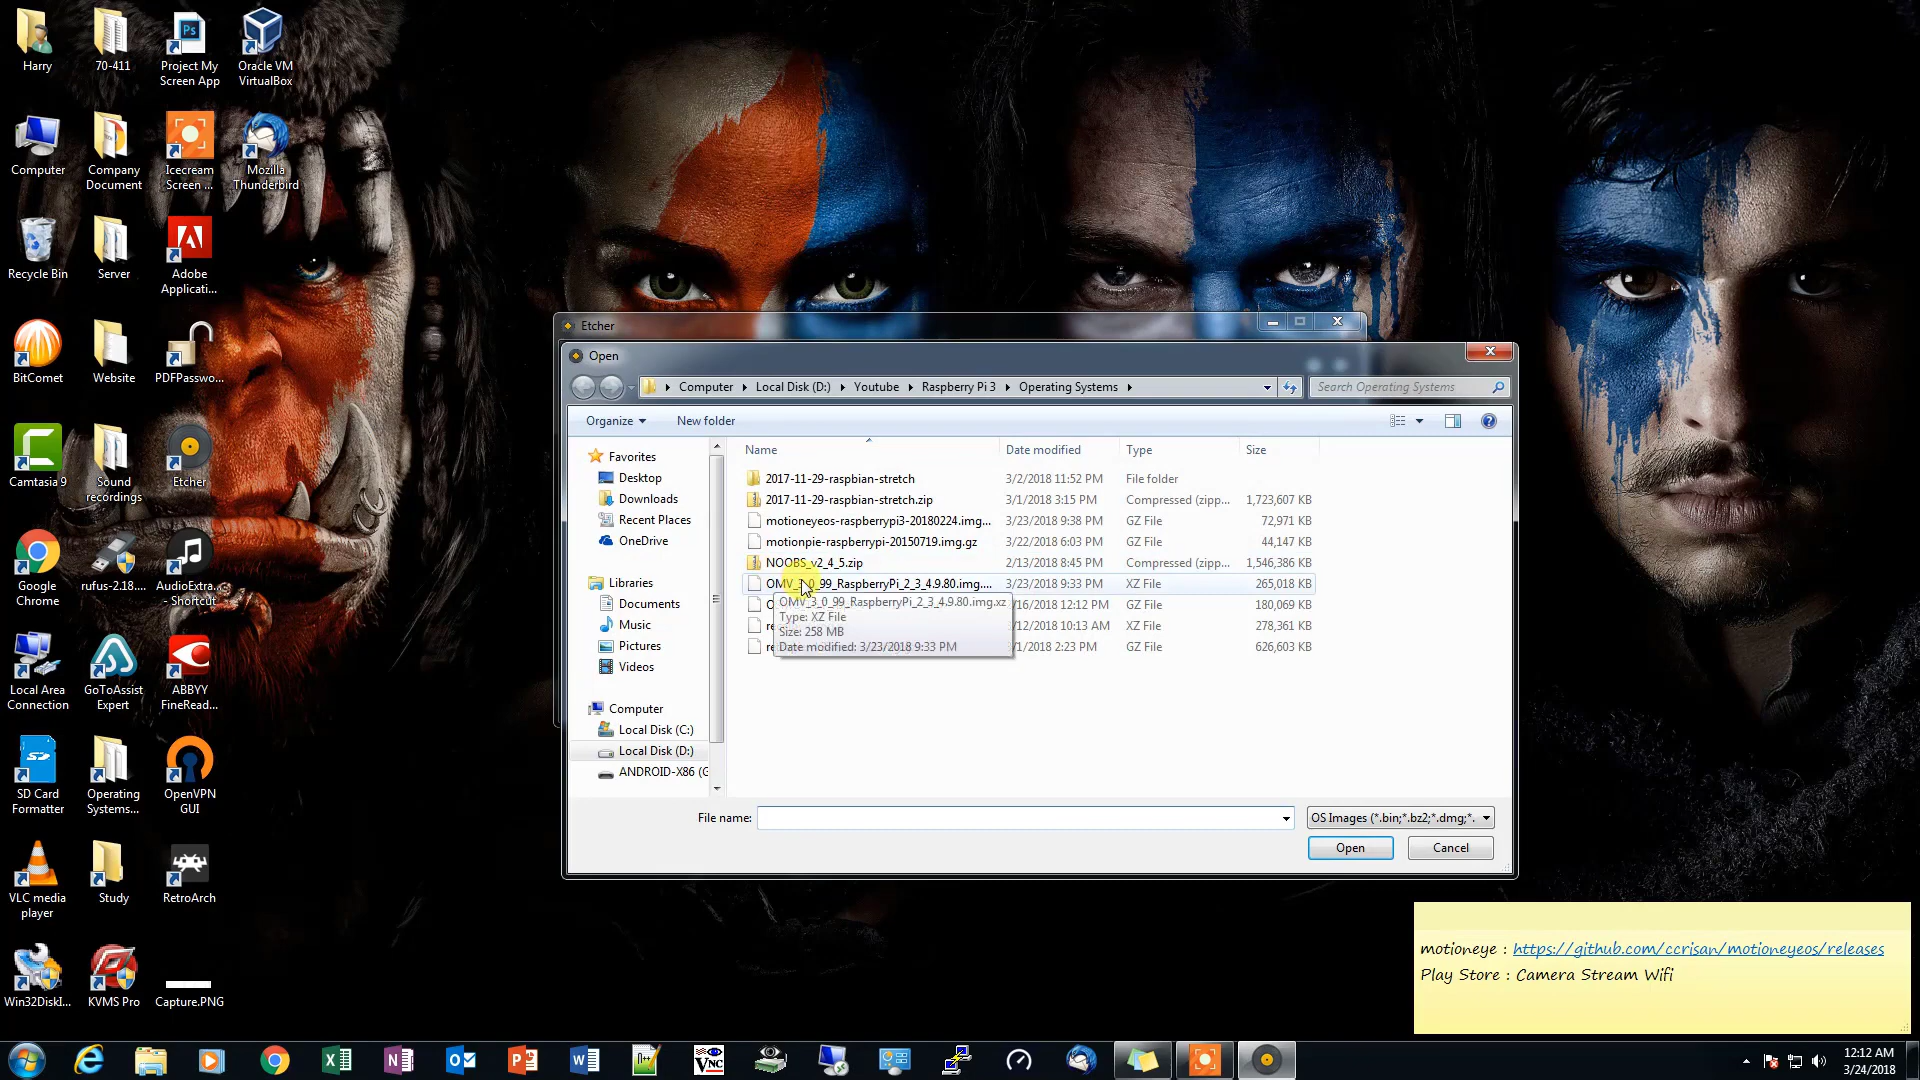 Harry
70-411
Project My
Screen App
Oracle VM
VirtualBox
Computer
Company
Document
Icecream
Screen ...
Mozilla
Thunderbird
Recycle Bin
Server
Adobe
Applicati...
BitComet
Website
PDFPasswo...
Camtasia 9
Sound
recordings
Etcher
Google
Chrome
rufus-2.18....
AudioExtra...
- Shortcut
Local Area
Connection
GoToAssist
Expert
ABBYY
FineRead...
SD Card
Formatter
Operating
Systems...
OpenVPN
GUI
VLC media
player
Study
RetroArch
Win32DiskI...
KVMS Pro
Capture.PNG
Etcher
Open
Computer
Local Disk (D:)
Youtube
Raspberry Pi 3
Operating Systems
Search Operating Systems
Organize
New folder
Favorites
Desktop
Downloads
Recent Places
OneDrive
Libraries
Documents
Music
Pictures
Videos
Computer
Local Disk (C:)
Local Disk (D:)
ANDROID-X86 (G
Name Date modified Type Size
2017-11-29-raspbian-stretch 3/2/2018 11:52 PM File folder
2017-11-29-raspbian-stretch.zip 3/1/2018 3:15 PM Compressed (zipp... 1,723,607 KB
motioneyeos-raspberrypi3-20180224.img... 3/23/2018 9:38 PM GZ File 72,971 KB
motionpie-raspberrypi-20150719.img.gz 3/22/2018 6:03 PM GZ File 44,147 KB
NOOBS_v2_4_5.zip 2/13/2018 8:45 PM Compressed (zipp... 1,546,386 KB
OMV_3_0_99_RaspberryPi_2_3_4.9.80.img.... 3/23/2018 9:33 PM XZ File 265,018 KB
/16/2018 12:12 PM GZ File 180,069 KB
re /12/2018 10:13 AM XZ File 278,361 KB
re /1/2018 2:23 PM GZ File 626,603 KB
OMV_3_0_99_RaspberryPi_2_3_4.9.80.img.xz
Type: XZ File
Size: 258 MB
Date modified: 3/23/2018 9:33 PM
File name:
OS Images (*.bin;*.bz2;*.dmg;*.
Open
Cancel
motioneye : https://github.com/ccrisan/motioneyeos/releases
Play Store : Camera Stream Wifi
12:12 AM
3/24/2018